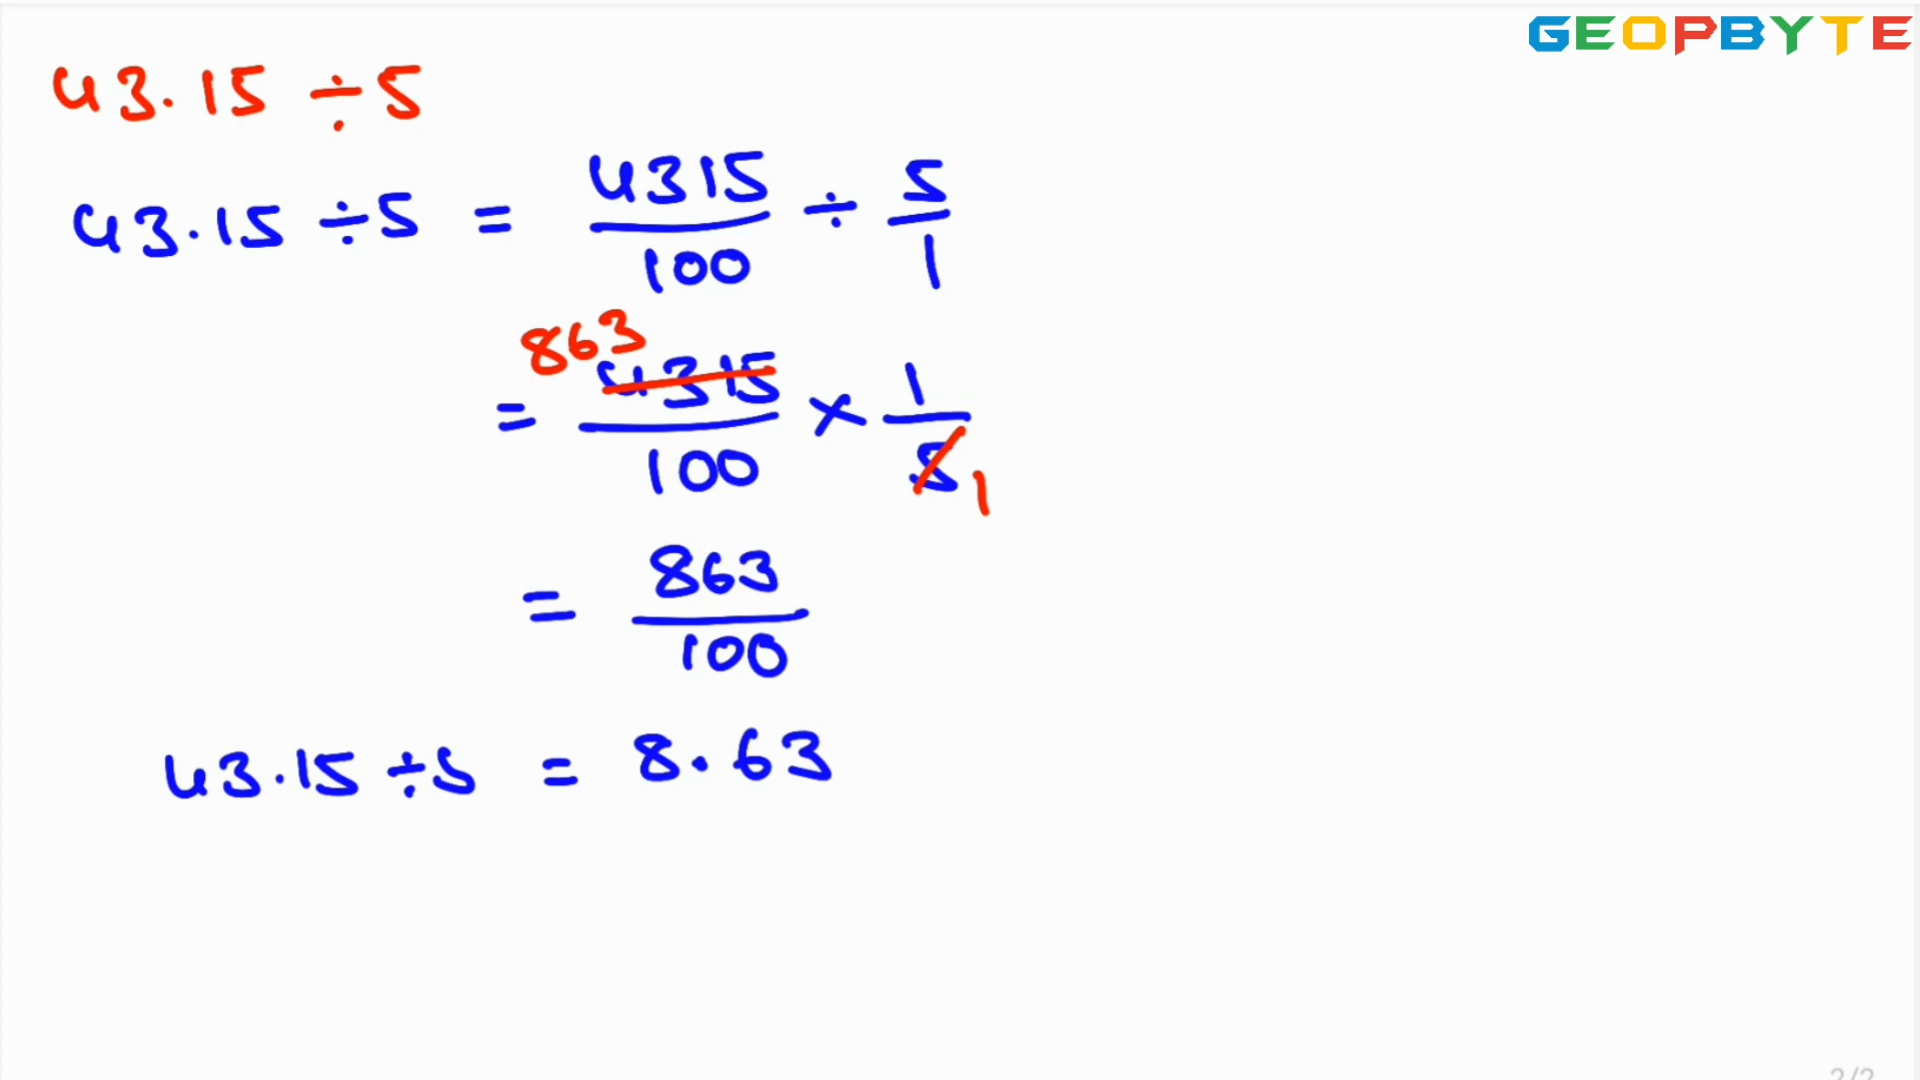 GEOPBYTE
43.15 ÷ 5
43.15 ÷ 5 = 4315/100 ÷ 5/1
863
= 4315/100 × 1/5 1
= 863/100
43.15 ÷ 5 = 8.63